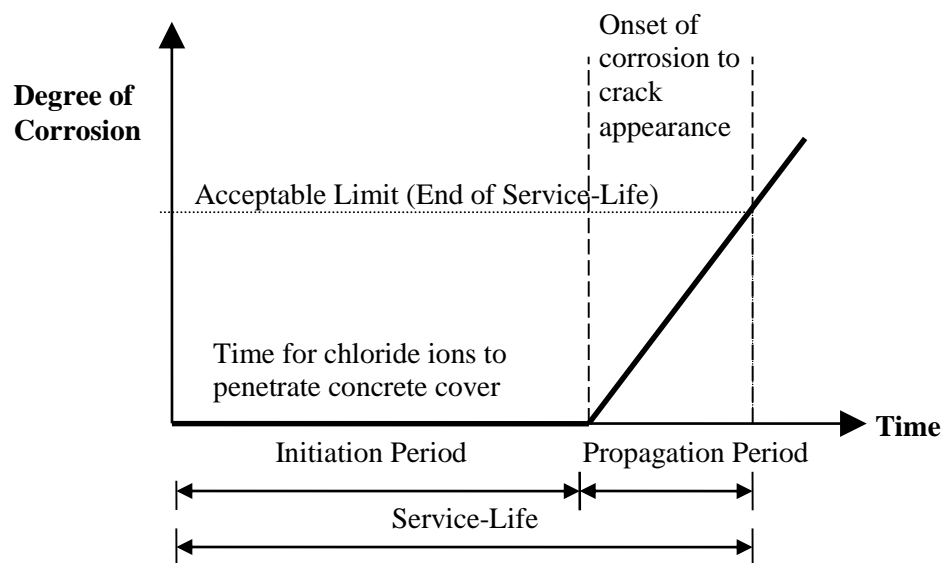 Onset of
corrosion to
crack
appearance
Degree of
Corrosion
Acceptable Limit (End of Service-Life)
Time for chloride ions to
penetrate concrete cover
Time
Initiation Period
Propagation Period
Service-Life